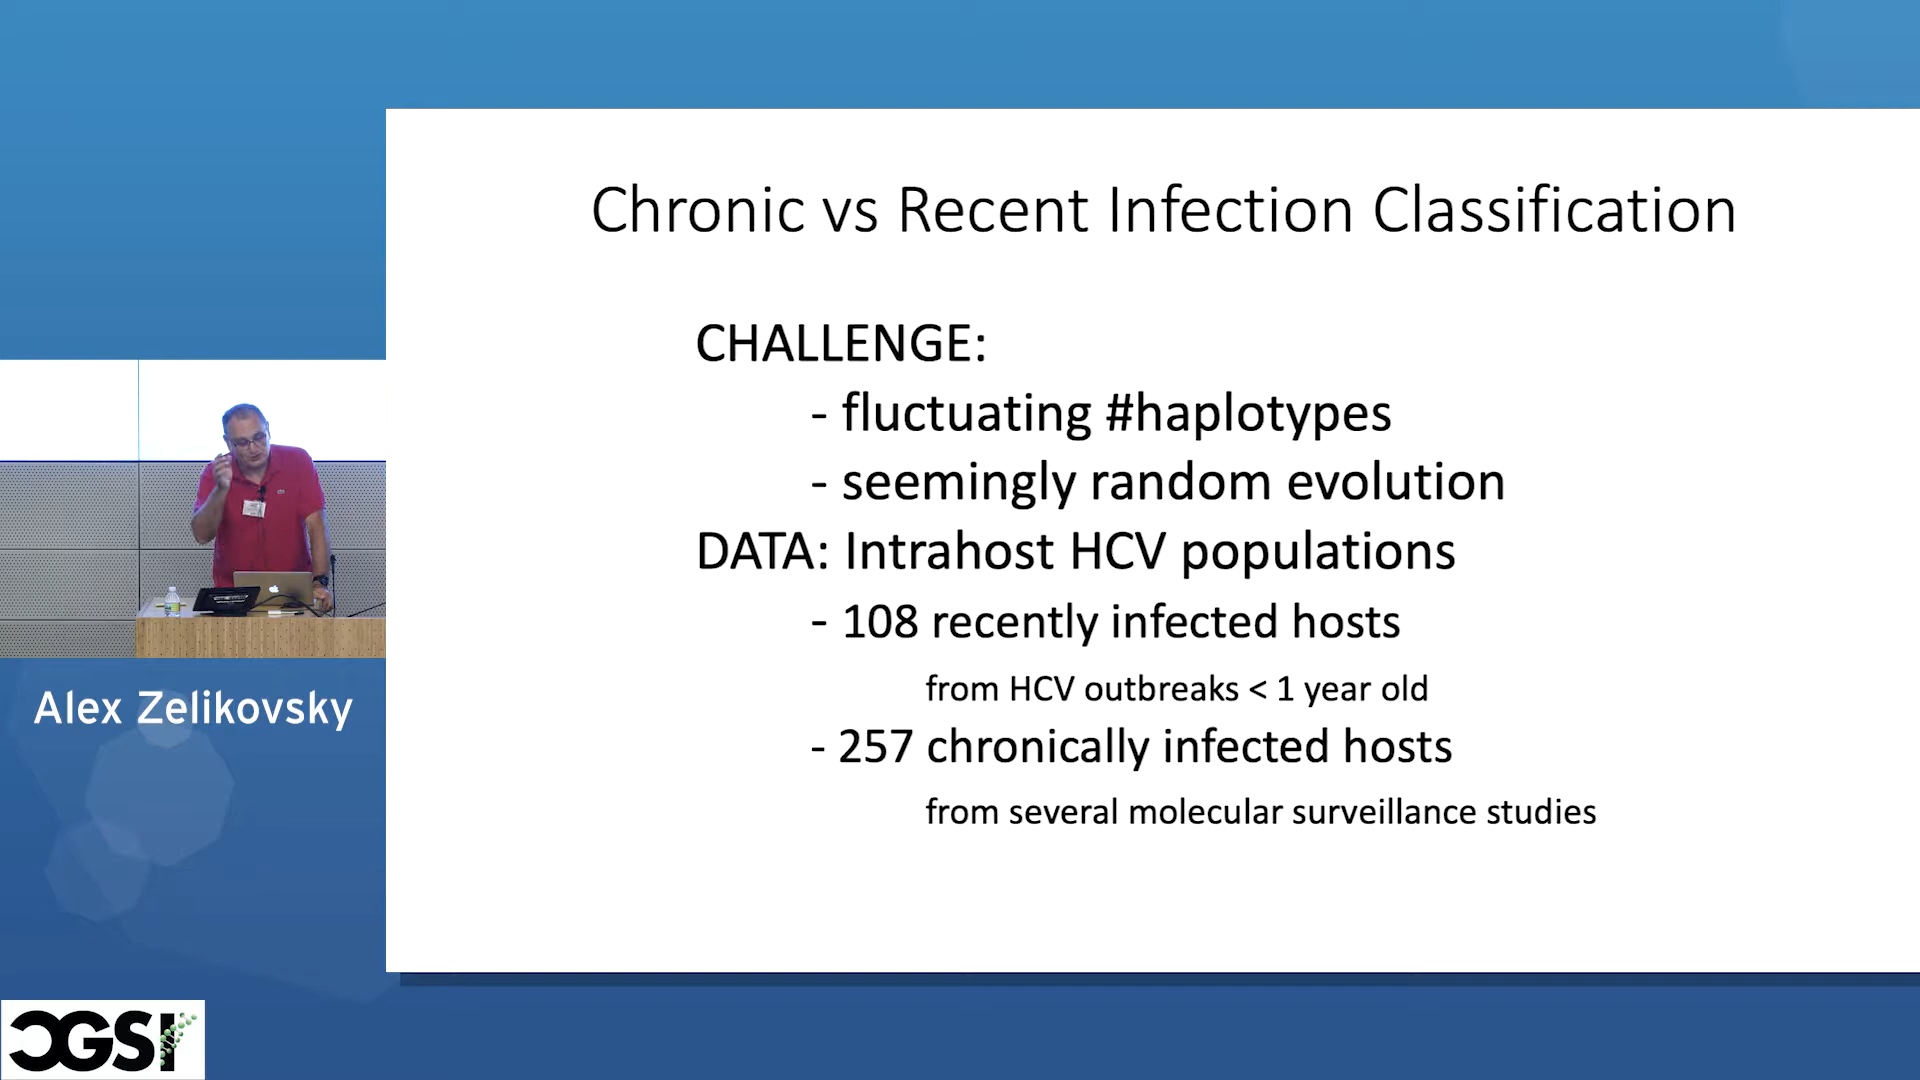 Chronic vs Recent Infection Classification
CHALLENGE:
- fluctuating #haplotypes
- seemingly random evolution
DATA: Intrahost HCV populations
- 108 recently infected hosts
from HCV outbreaks < 1 year old
- 257 chronically infected hosts
from several molecular surveillance studies
Alex Zelikovsky
CGSI